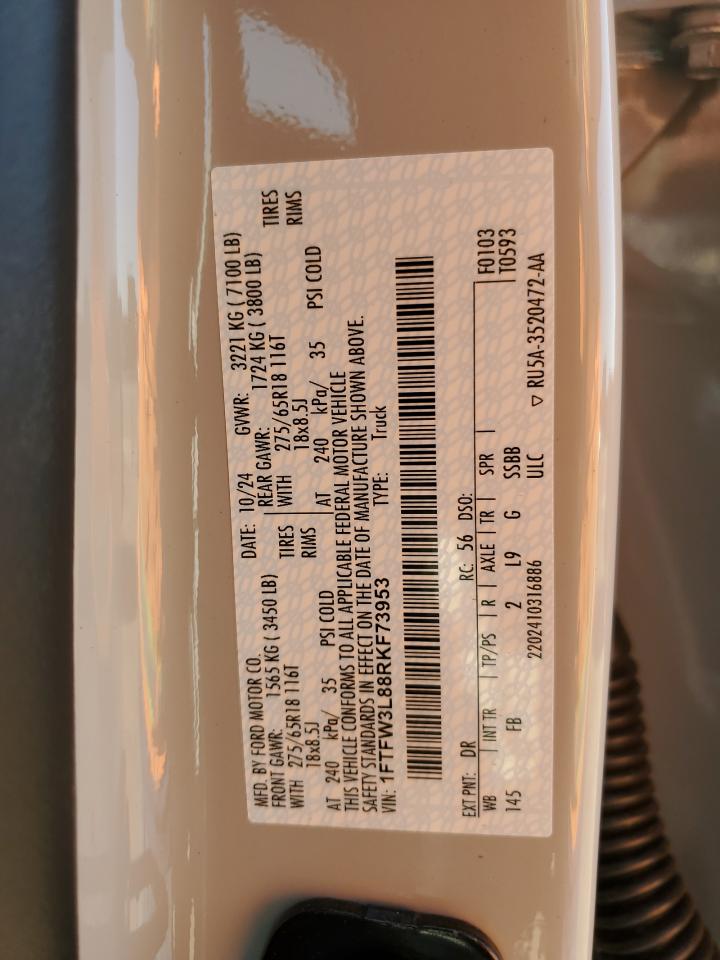 MFD. BY FORD MOTOR CO.
DATE: 10/24 GVWR: 3221 KG ( 7100 LB)
FRONT GAWR: 1565 KG ( 3450 LB) REAR GAWR: 1724 KG ( 3800 LB)
WITH 275/65R18 116T TIRES WITH 275/65R18 116T TIRES
18x8.5J RIMS 18x8.5J RIMS
AT 240 kPa/ 35 PSI COLD AT 240 kPa/ 35 PSI COLD
THIS VEHICLE CONFORMS TO ALL APPLICABLE FEDERAL MOTOR VEHICLE
SAFETY STANDARDS IN EFFECT ON THE DATE OF MANUFACTURE SHOWN ABOVE.
VIN: 1FTFW3L88RKF73953 TYPE: Truck
EXT PNT: DR RC: 56 DSO: F0103
WB INT TR TP/PS R AXLE TR SPR T0593
145 FB 2 L9 G SSBB
2202410316886 ULC ▽ RU5A-3520472-AA